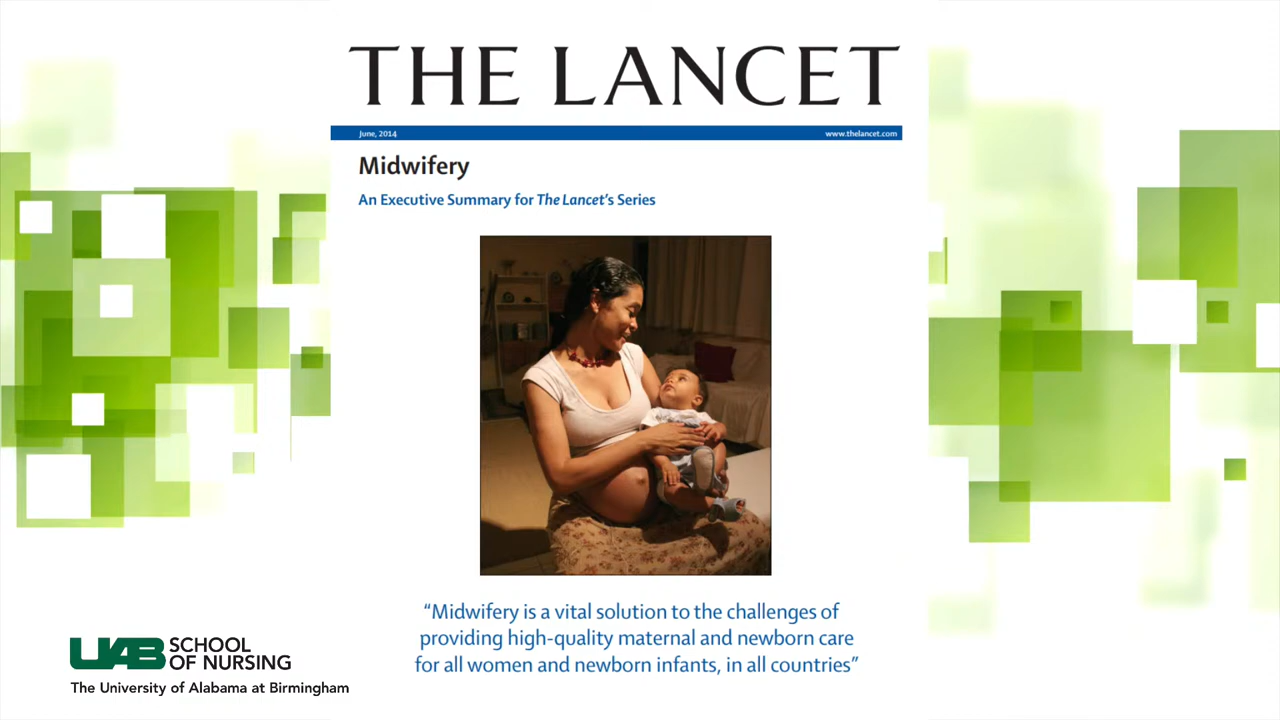 THE LANCET
June, 2014 www.thelancet.com
Midwifery
An Executive Summary for The Lancet's Series
“Midwifery is a vital solution to the challenges of
providing high-quality maternal and newborn care
for all women and newborn infants, in all countries”
UAB SCHOOL
OF NURSING
The University of Alabama at Birmingham